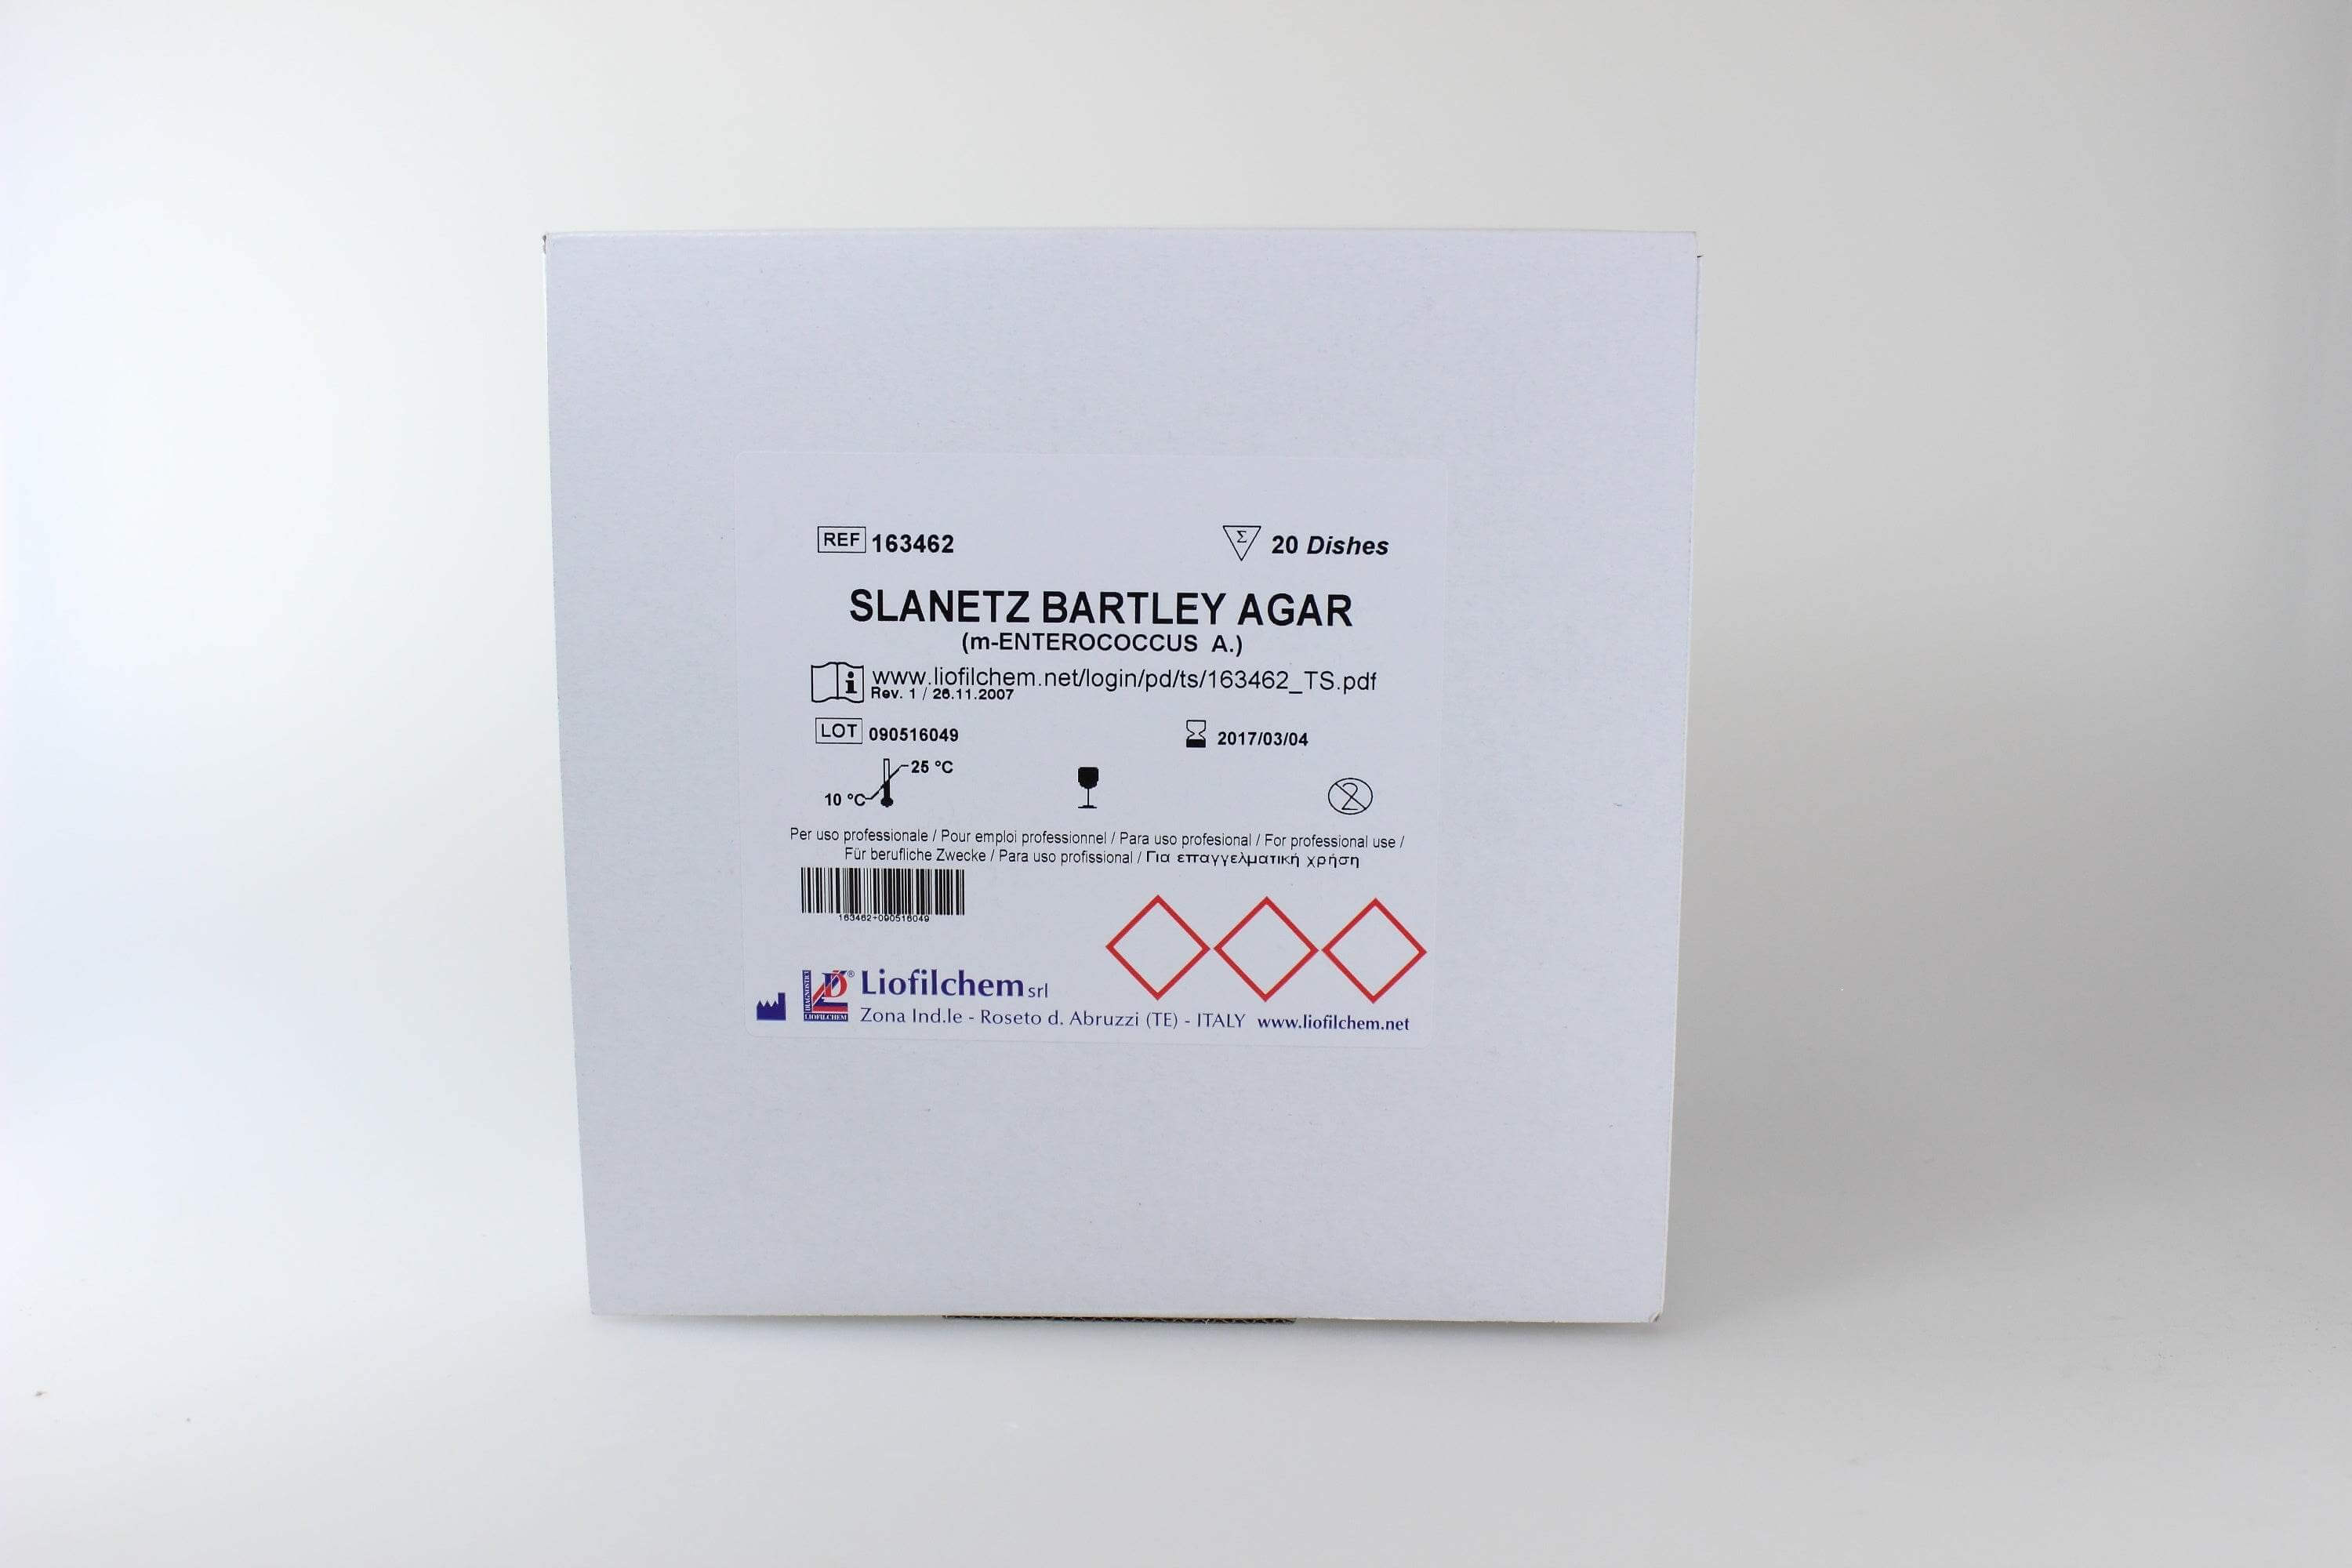 REF 163462
Σ 20 Dishes
SLANETZ BARTLEY AGAR
(m-ENTEROCOCCUS A.)
i www.liofilchem.net/login/pd/ts/163462_TS.pdf
Rev. 1 / 26.11.2007
LOT 090516049
2017/03/04
25 °C
10 °C
2
Per uso professionale / Pour emploi professionnel / Para uso profesional / For professional use /
Für berufliche Zwecke / Para uso profissional / Για επαγγελματική χρήση
163462+090516049
DIAGNOSTICI
LIOFILCHEM
® Liofilchem srl
Zona Ind.le - Roseto d. Abruzzi (TE) - ITALY www.liofilchem.net